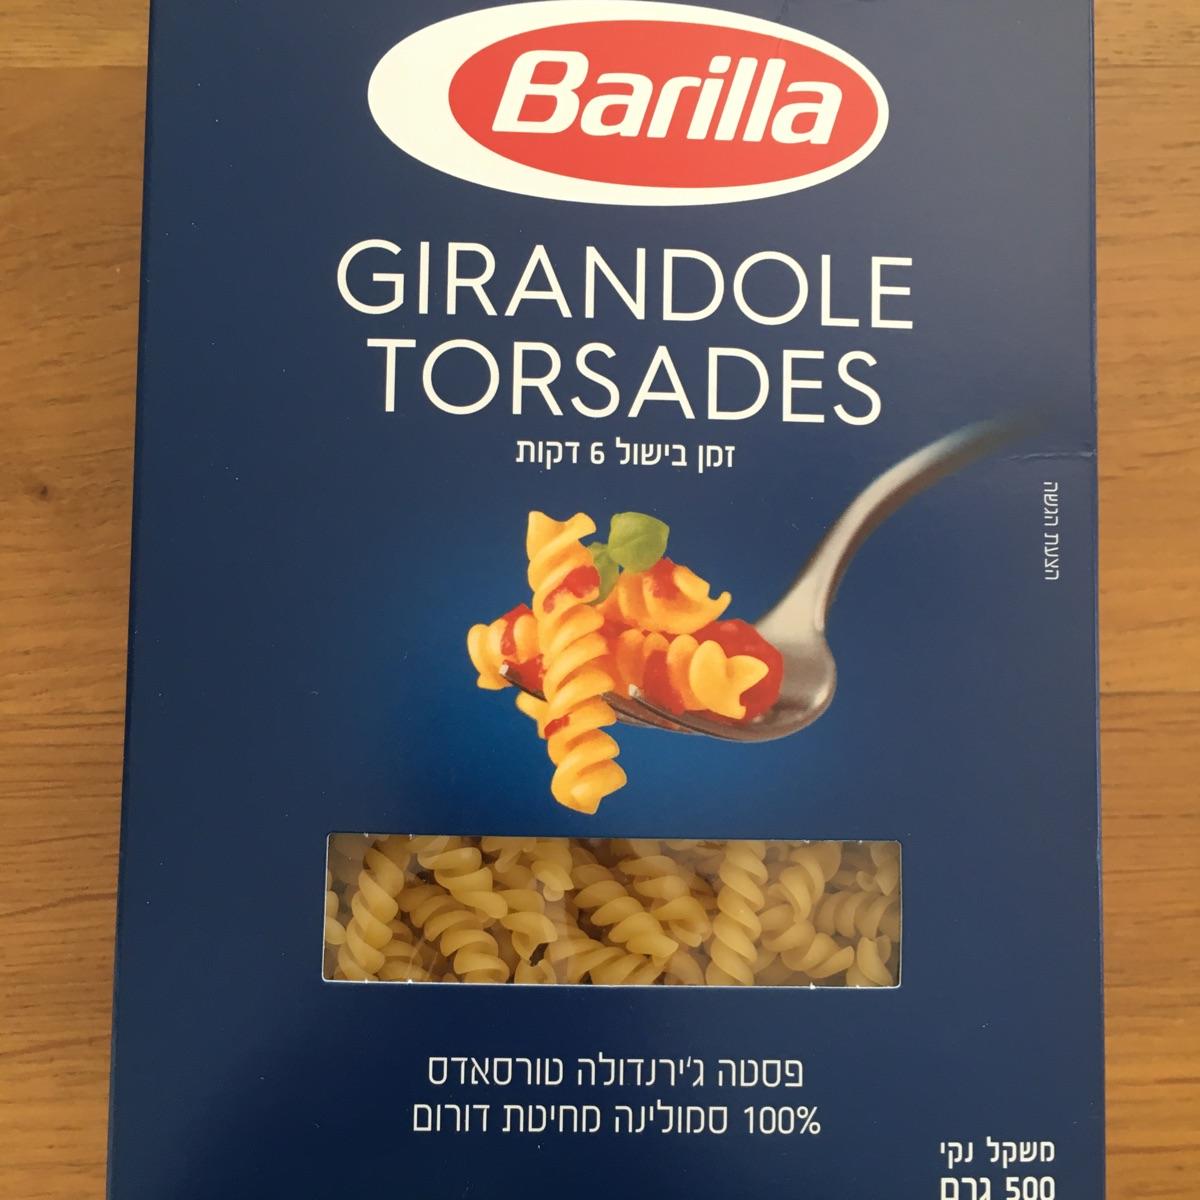 Barilla
GIRANDOLE
TORSADES
זמן בישול 6 דקות
הצעת הגשה
פסטה ג'ירנדולה טורסאדס
100% סמולינה מחיטת דורום
משקל נקי
500 גרם